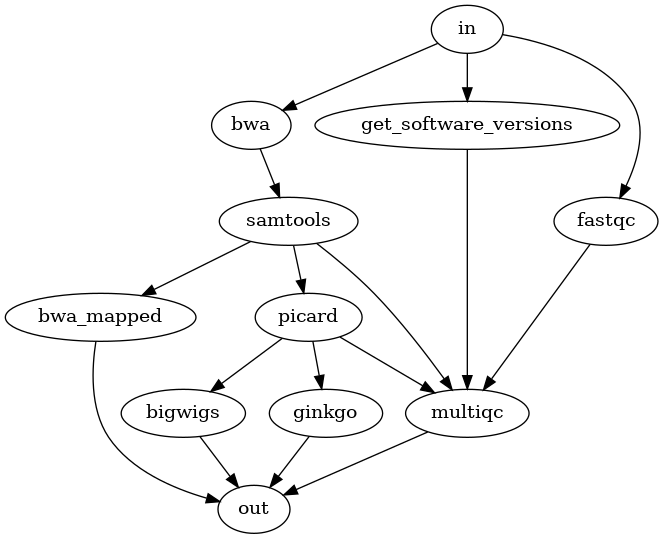 in
bwa
get_software_versions
samtools
fastqc
bwa_mapped
picard
bigwigs
ginkgo
multiqc
out